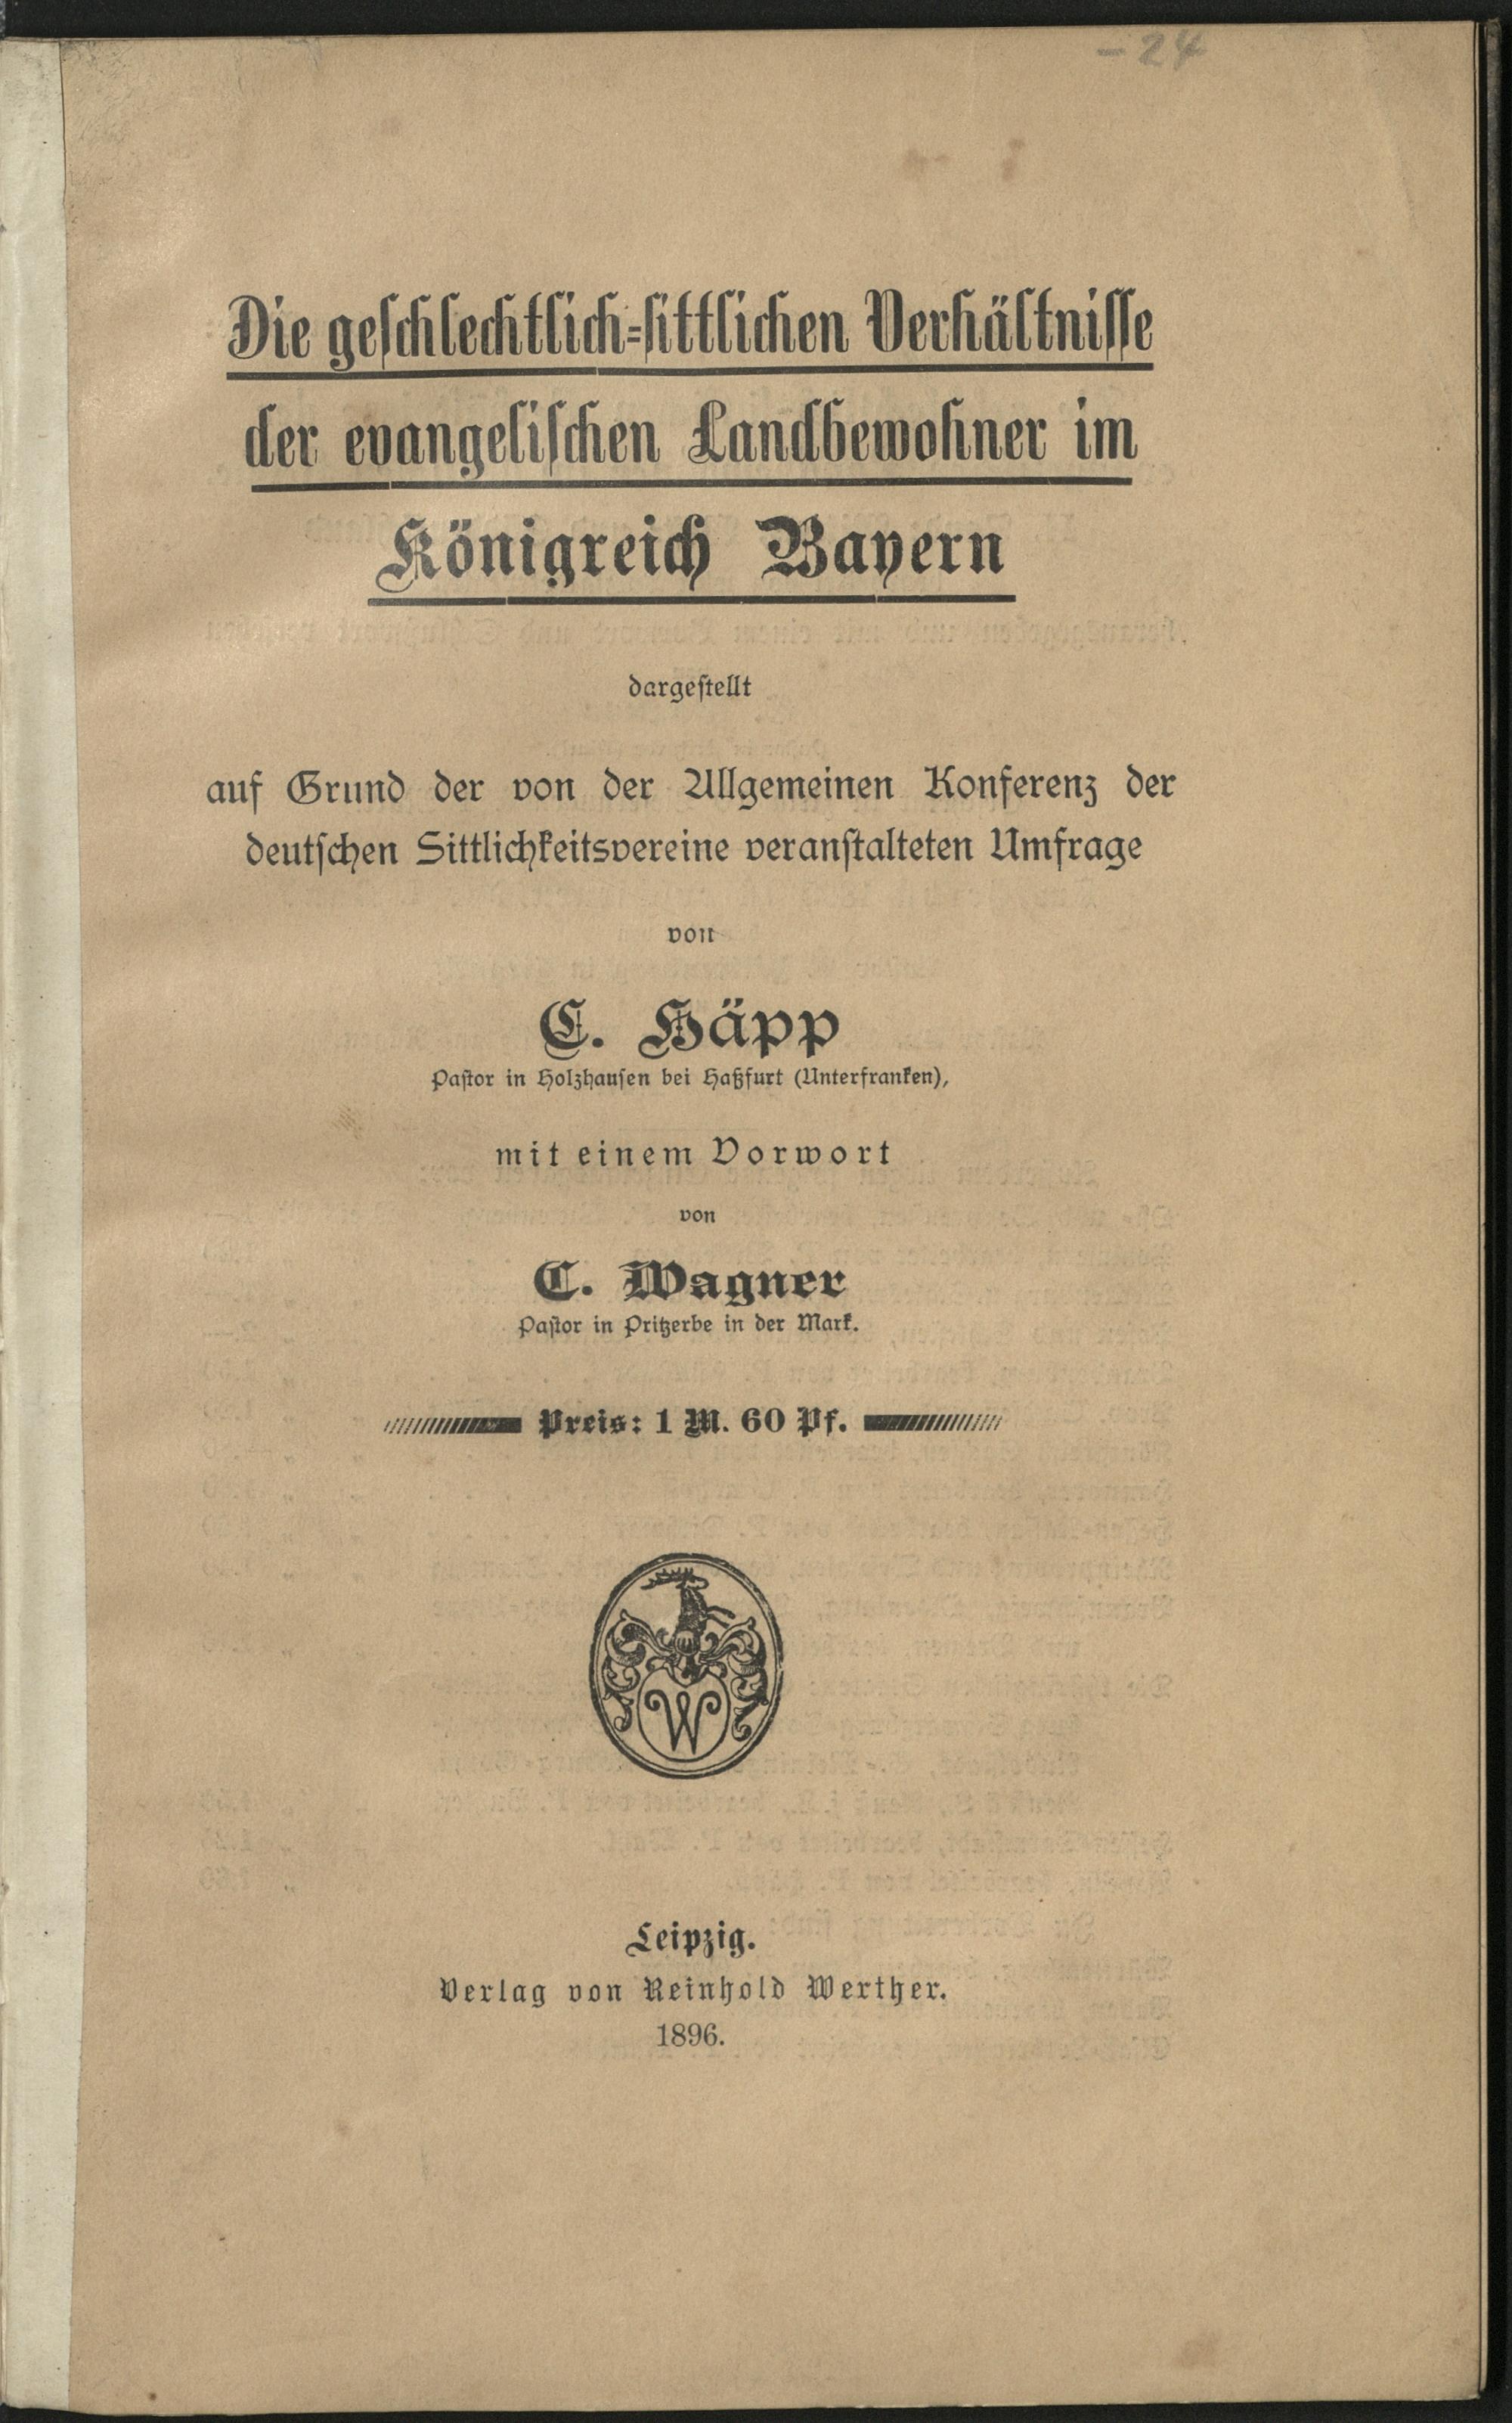 - 24
Die geschlechtlich-sittlichen Verhältnisse
der evangelischen Landbewohner im
Königreich Bayern
dargestellt
auf Grund der von der Allgemeinen Konferenz der
deutschen Sittlichkeitsvereine veranstalteten Umfrage
von
C. Häpp
Pastor in Holzhausen bei Haßfurt (Unterfranken),
mit einem Vorwort
von
C. Wagner
Pastor in Pritzerbe in der Mark.
Preis: 1 M. 60 Pf.
W
Leipzig.
Verlag von Reinhold Werther.
1896.